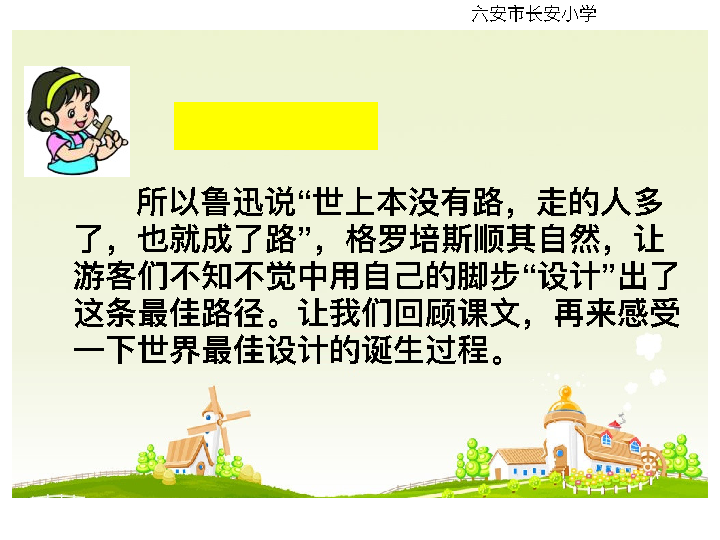 六安市长安小学
所以鲁迅说“世上本没有路，走的人多
了，也就成了路”，格罗培斯顺其自然，让
游客们不知不觉中用自己的脚步“设计”出了
这条最佳路径。让我们回顾课文，再来感受
一下世界最佳设计的诞生过程。